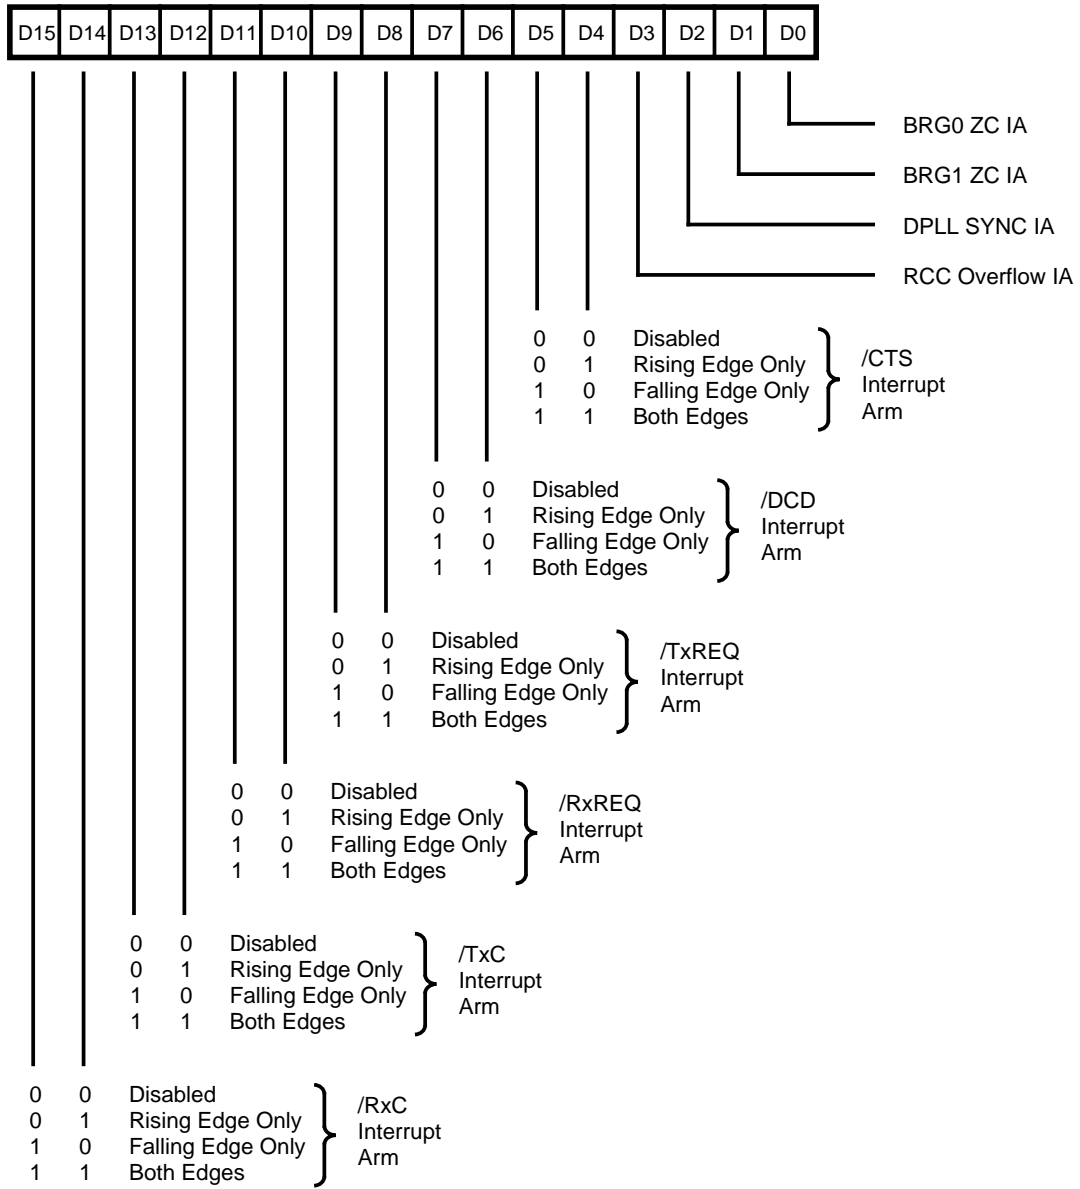 D15 D14 D13 D12 D11 D10 D9 D8 D7 D6 D5 D4 D3 D2 D1 D0
BRG0 ZC IA
BRG1 ZC IA
DPLL SYNC IA
RCC Overflow IA
0 0 Disabled
0 1 Rising Edge Only
1 0 Falling Edge Only
1 1 Both Edges
/CTS
Interrupt
Arm
0 0 Disabled
0 1 Rising Edge Only
1 0 Falling Edge Only
1 1 Both Edges
/DCD
Interrupt
Arm
0 0 Disabled
0 1 Rising Edge Only
1 0 Falling Edge Only
1 1 Both Edges
/TxREQ
Interrupt
Arm
0 0 Disabled
0 1 Rising Edge Only
1 0 Falling Edge Only
1 1 Both Edges
/RxREQ
Interrupt
Arm
0 0 Disabled
0 1 Rising Edge Only
1 0 Falling Edge Only
1 1 Both Edges
/TxC
Interrupt
Arm
0 0 Disabled
0 1 Rising Edge Only
1 0 Falling Edge Only
1 1 Both Edges
/RxC
Interrupt
Arm